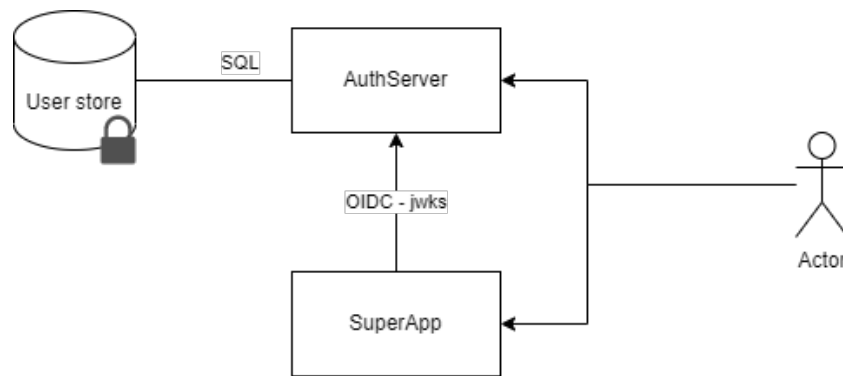 SQL
AuthServer
User store
OIDC - jwks
Actor
SuperApp